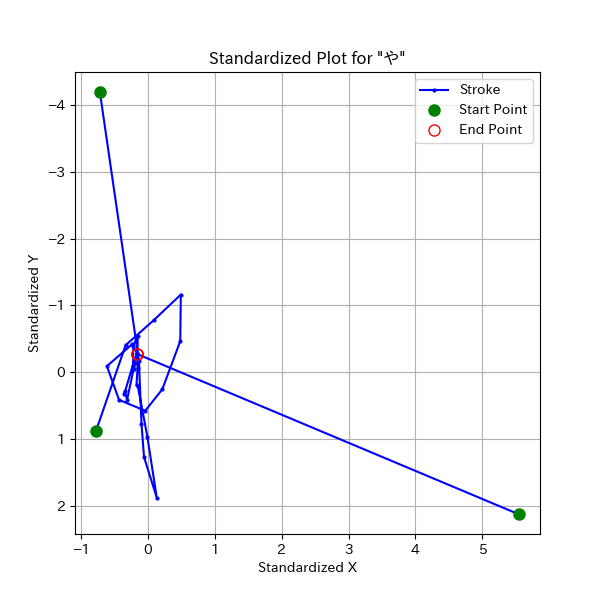 Standardized Plot for "や"
Stroke
Start Point
End Point
Standardized Y
−4
−3
−2
−1
0
1
2
−1 0 1 2 3 4 5
Standardized X